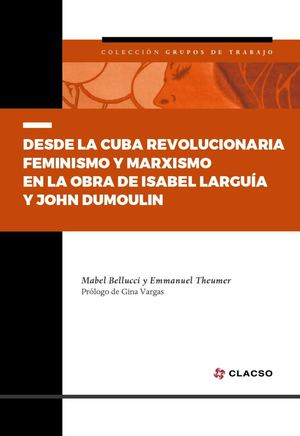 COLECCIÓN GRUPOS DE TRABAJO
DESDE LA CUBA REVOLUCIONARIA
FEMINISMO Y MARXISMO
EN LA OBRA DE ISABEL LARGUÍA
Y JOHN DUMOULIN
Mabel Bellucci y Emmanuel Theumer
Prólogo de Gina Vargas
CLACSO